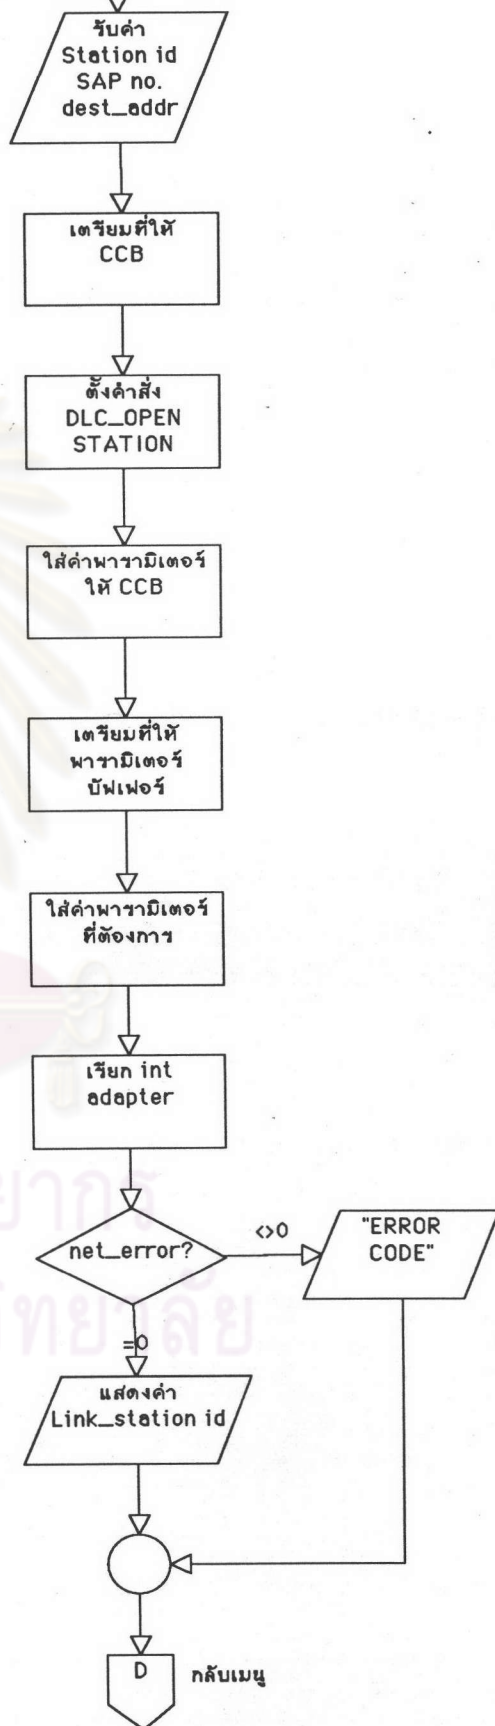 รับค่า
Station id
SAP no.
dest_addr
เตรียมที่ให้
CCB
ตั้งคำสั่ง
DLC_OPEN
STATION
ใส่ค่าพารามิเตอร์
ให้ CCB
เตรียมที่ให้
พารามิเตอร์
บัฟเฟอร์
ใส่ค่าพารามิเตอร์
ที่ต้องการ
เรียก int
adapter
net_error?
<>0
"ERROR
CODE"
=0
แสดงค่า
Link_station id
D
กลับเมนู